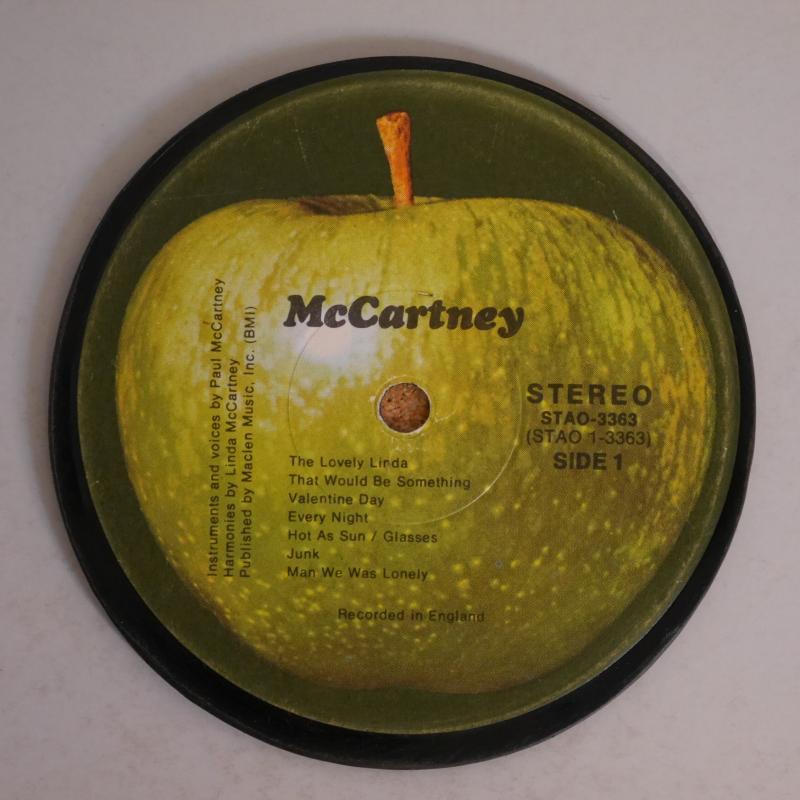 McCartney
Instruments and voices by Paul McCartney
Harmonies by Linda McCartney
Published by Maclen Music, Inc. (BMI)
STEREO
STAO-3363
(STAO 1-3363)
SIDE 1
The Lovely Linda
That Would Be Something
Valentine Day
Every Night
Hot As Sun / Glasses
Junk
Man We Was Lonely
Recorded in England